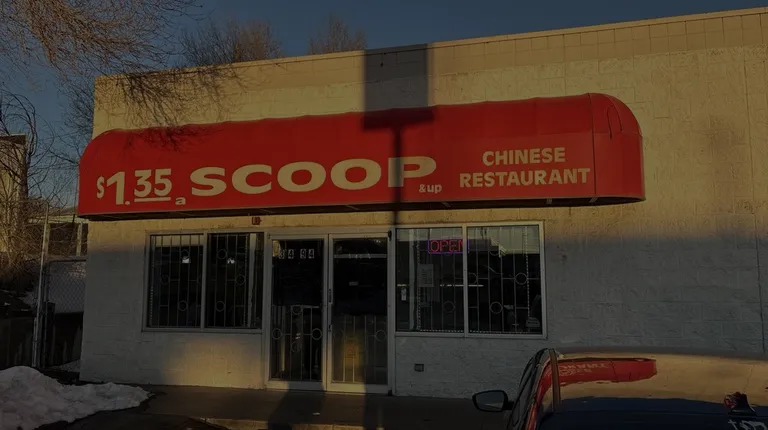 $1.35 a SCOOP & up
CHINESE
RESTAURANT
OPEN